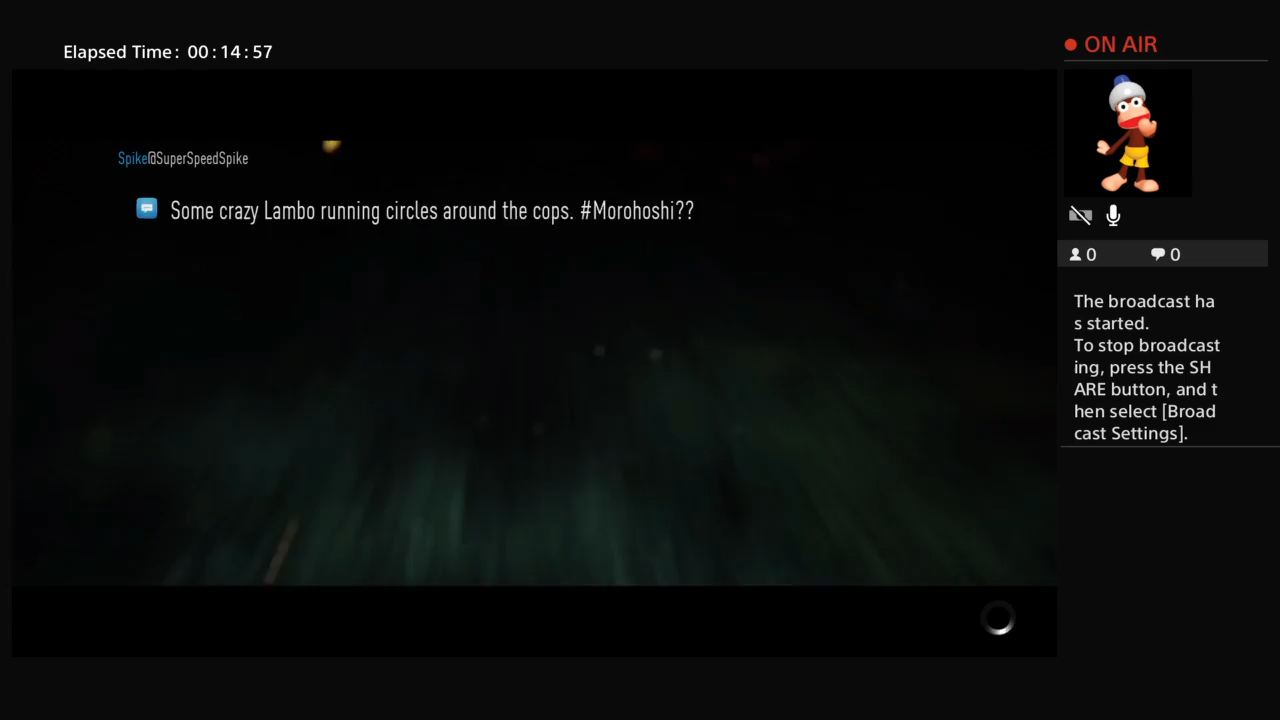 Elapsed Time: 00:14:57
ON AIR
Spike@SuperSpeedSpike
Some crazy Lambo running circles around the cops. #Morohoshi??
0 0
The broadcast ha
s started.
To stop broadcast
ing, press the SH
ARE button, and t
hen select [Broad
cast Settings].